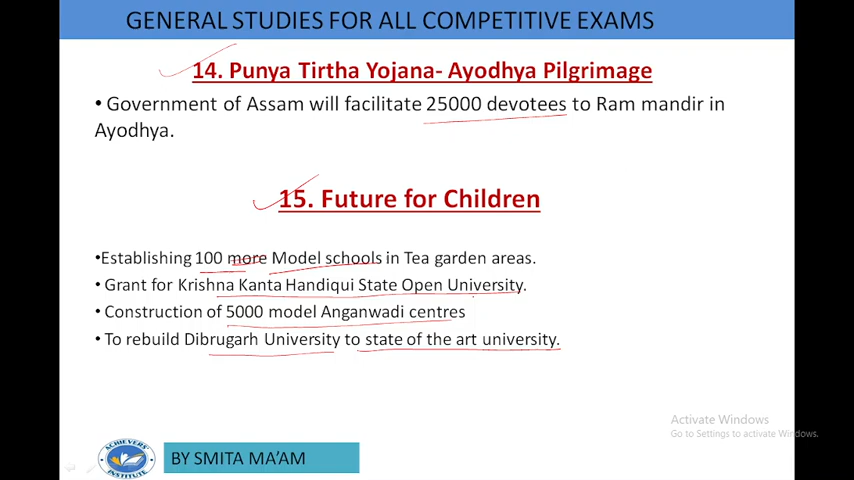 GENERAL STUDIES FOR ALL COMPETITIVE EXAMS
14. Punya Tirtha Yojana- Ayodhya Pilgrimage
• Government of Assam will facilitate 25000 devotees to Ram mandir in
Ayodhya.
15. Future for Children
•Establishing 100 more Model schools in Tea garden areas.
• Grant for Krishna Kanta Handiqui State Open University.
• Construction of 5000 model Anganwadi centres
• To rebuild Dibrugarh University to state of the art university.
Activate Windows
Go to Settings to activate Windows.
ACHIEVERS'
INSTITUTE
BY SMITA MA'AM